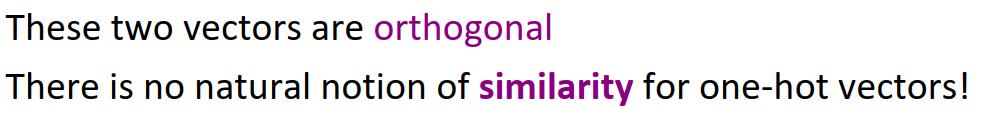 These two vectors are orthogonal
There is no natural notion of similarity for one-hot vectors!